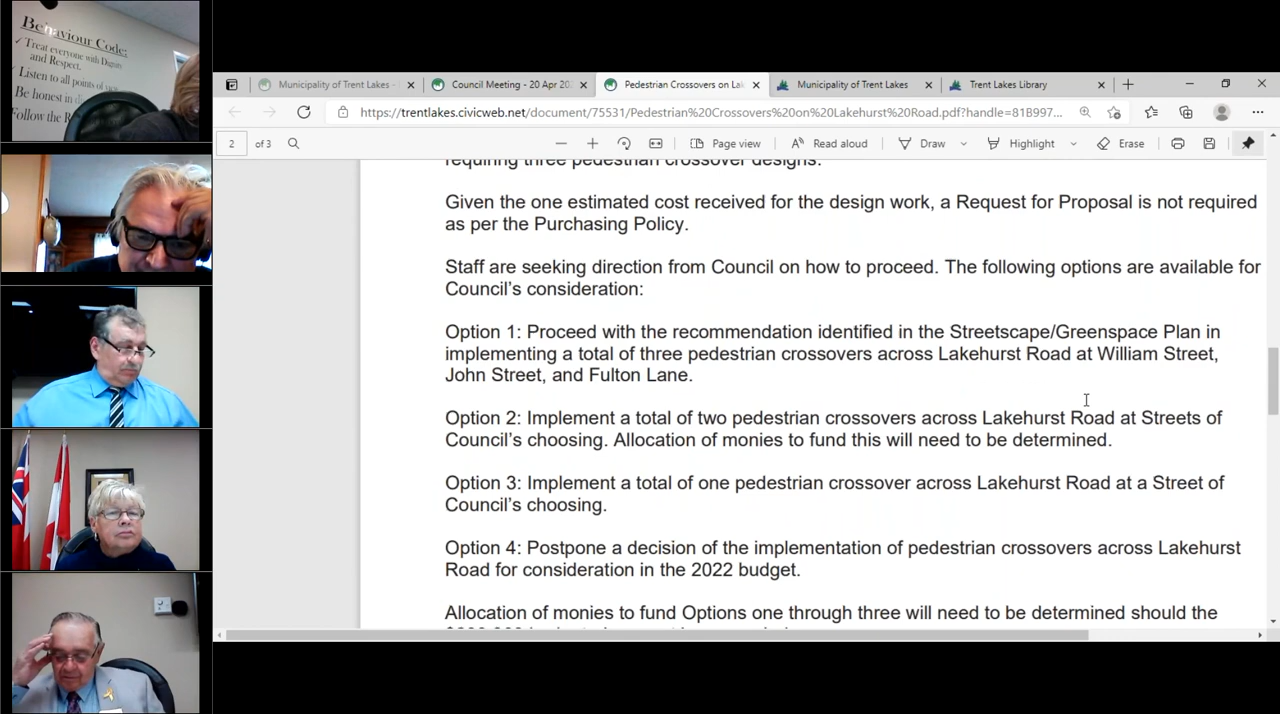 Behaviour Code:
✓ Treat everyone with Dignity
and Respect.
Listen to all points of
Be honest in
Follow the R
Municipality of Trent Lakes -
Council Meeting - 20 Apr 20
Pedestrian Crossovers on Lak
Municipality of Trent Lakes
Trent Lakes Library
https://trentlakes.civicweb.net/document/75531/Pedestrian%20Crossovers%20on%20Lakehurst%20Road.pdf?handle=81B997...
2 of 3
Page view
Read aloud
Draw
Highlight
Erase
requiring three pedestrian crossover designs.
Given the one estimated cost received for the design work, a Request for Proposal is not required
as per the Purchasing Policy.
Staff are seeking direction from Council on how to proceed. The following options are available for
Council's consideration:
Option 1: Proceed with the recommendation identified in the Streetscape/Greenspace Plan in
implementing a total of three pedestrian crossovers across Lakehurst Road at William Street,
John Street, and Fulton Lane.
Option 2: Implement a total of two pedestrian crossovers across Lakehurst Road at Streets of
Council's choosing. Allocation of monies to fund this will need to be determined.
Option 3: Implement a total of one pedestrian crossover across Lakehurst Road at a Street of
Council's choosing.
Option 4: Postpone a decision of the implementation of pedestrian crossovers across Lakehurst
Road for consideration in the 2022 budget.
Allocation of monies to fund Options one through three will need to be determined should the